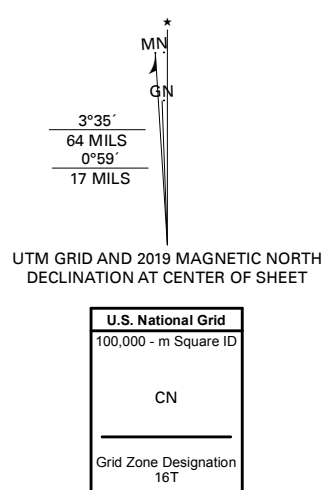 MN
GN
3°35´
64 MILS
0°59´
17 MILS
UTM GRID AND 2019 MAGNETIC NORTH
DECLINATION AT CENTER OF SHEET
U.S. National Grid
100,000 - m Square ID
CN
Grid Zone Designation
16T